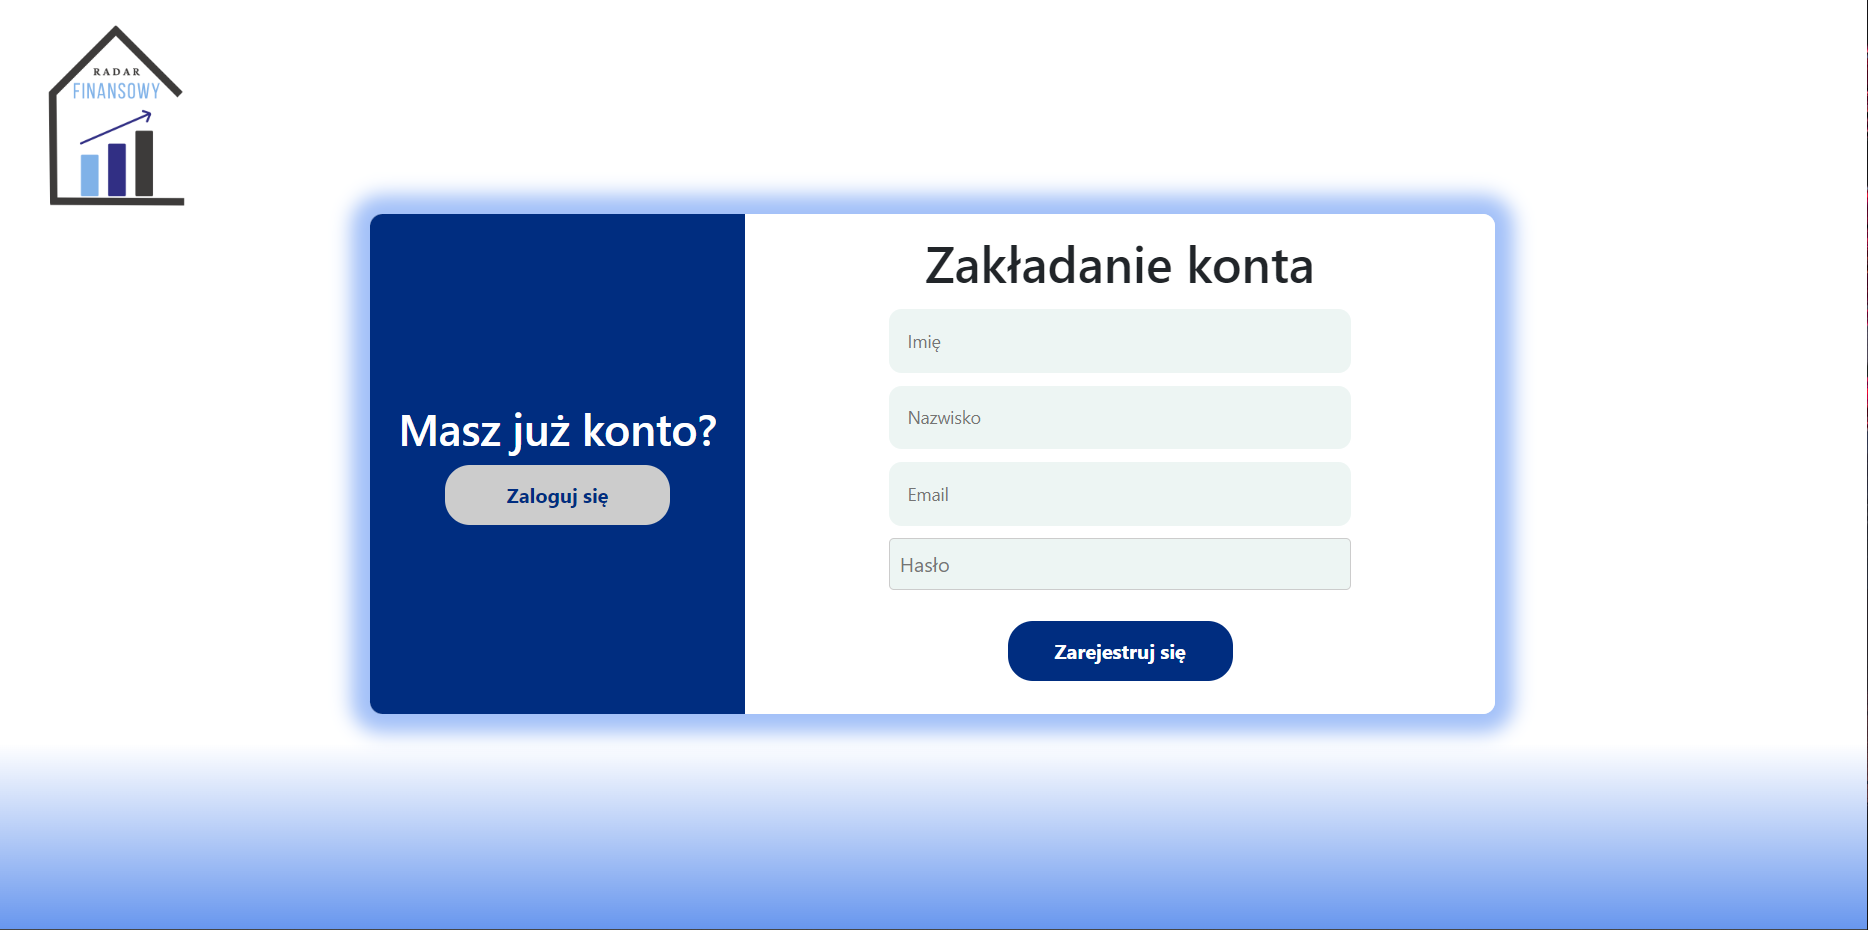 RADAR
FINANSOWY
Masz już konto?
Zaloguj się
Zakładanie konta
Imię
Nazwisko
Email
Hasło
Zarejestruj się